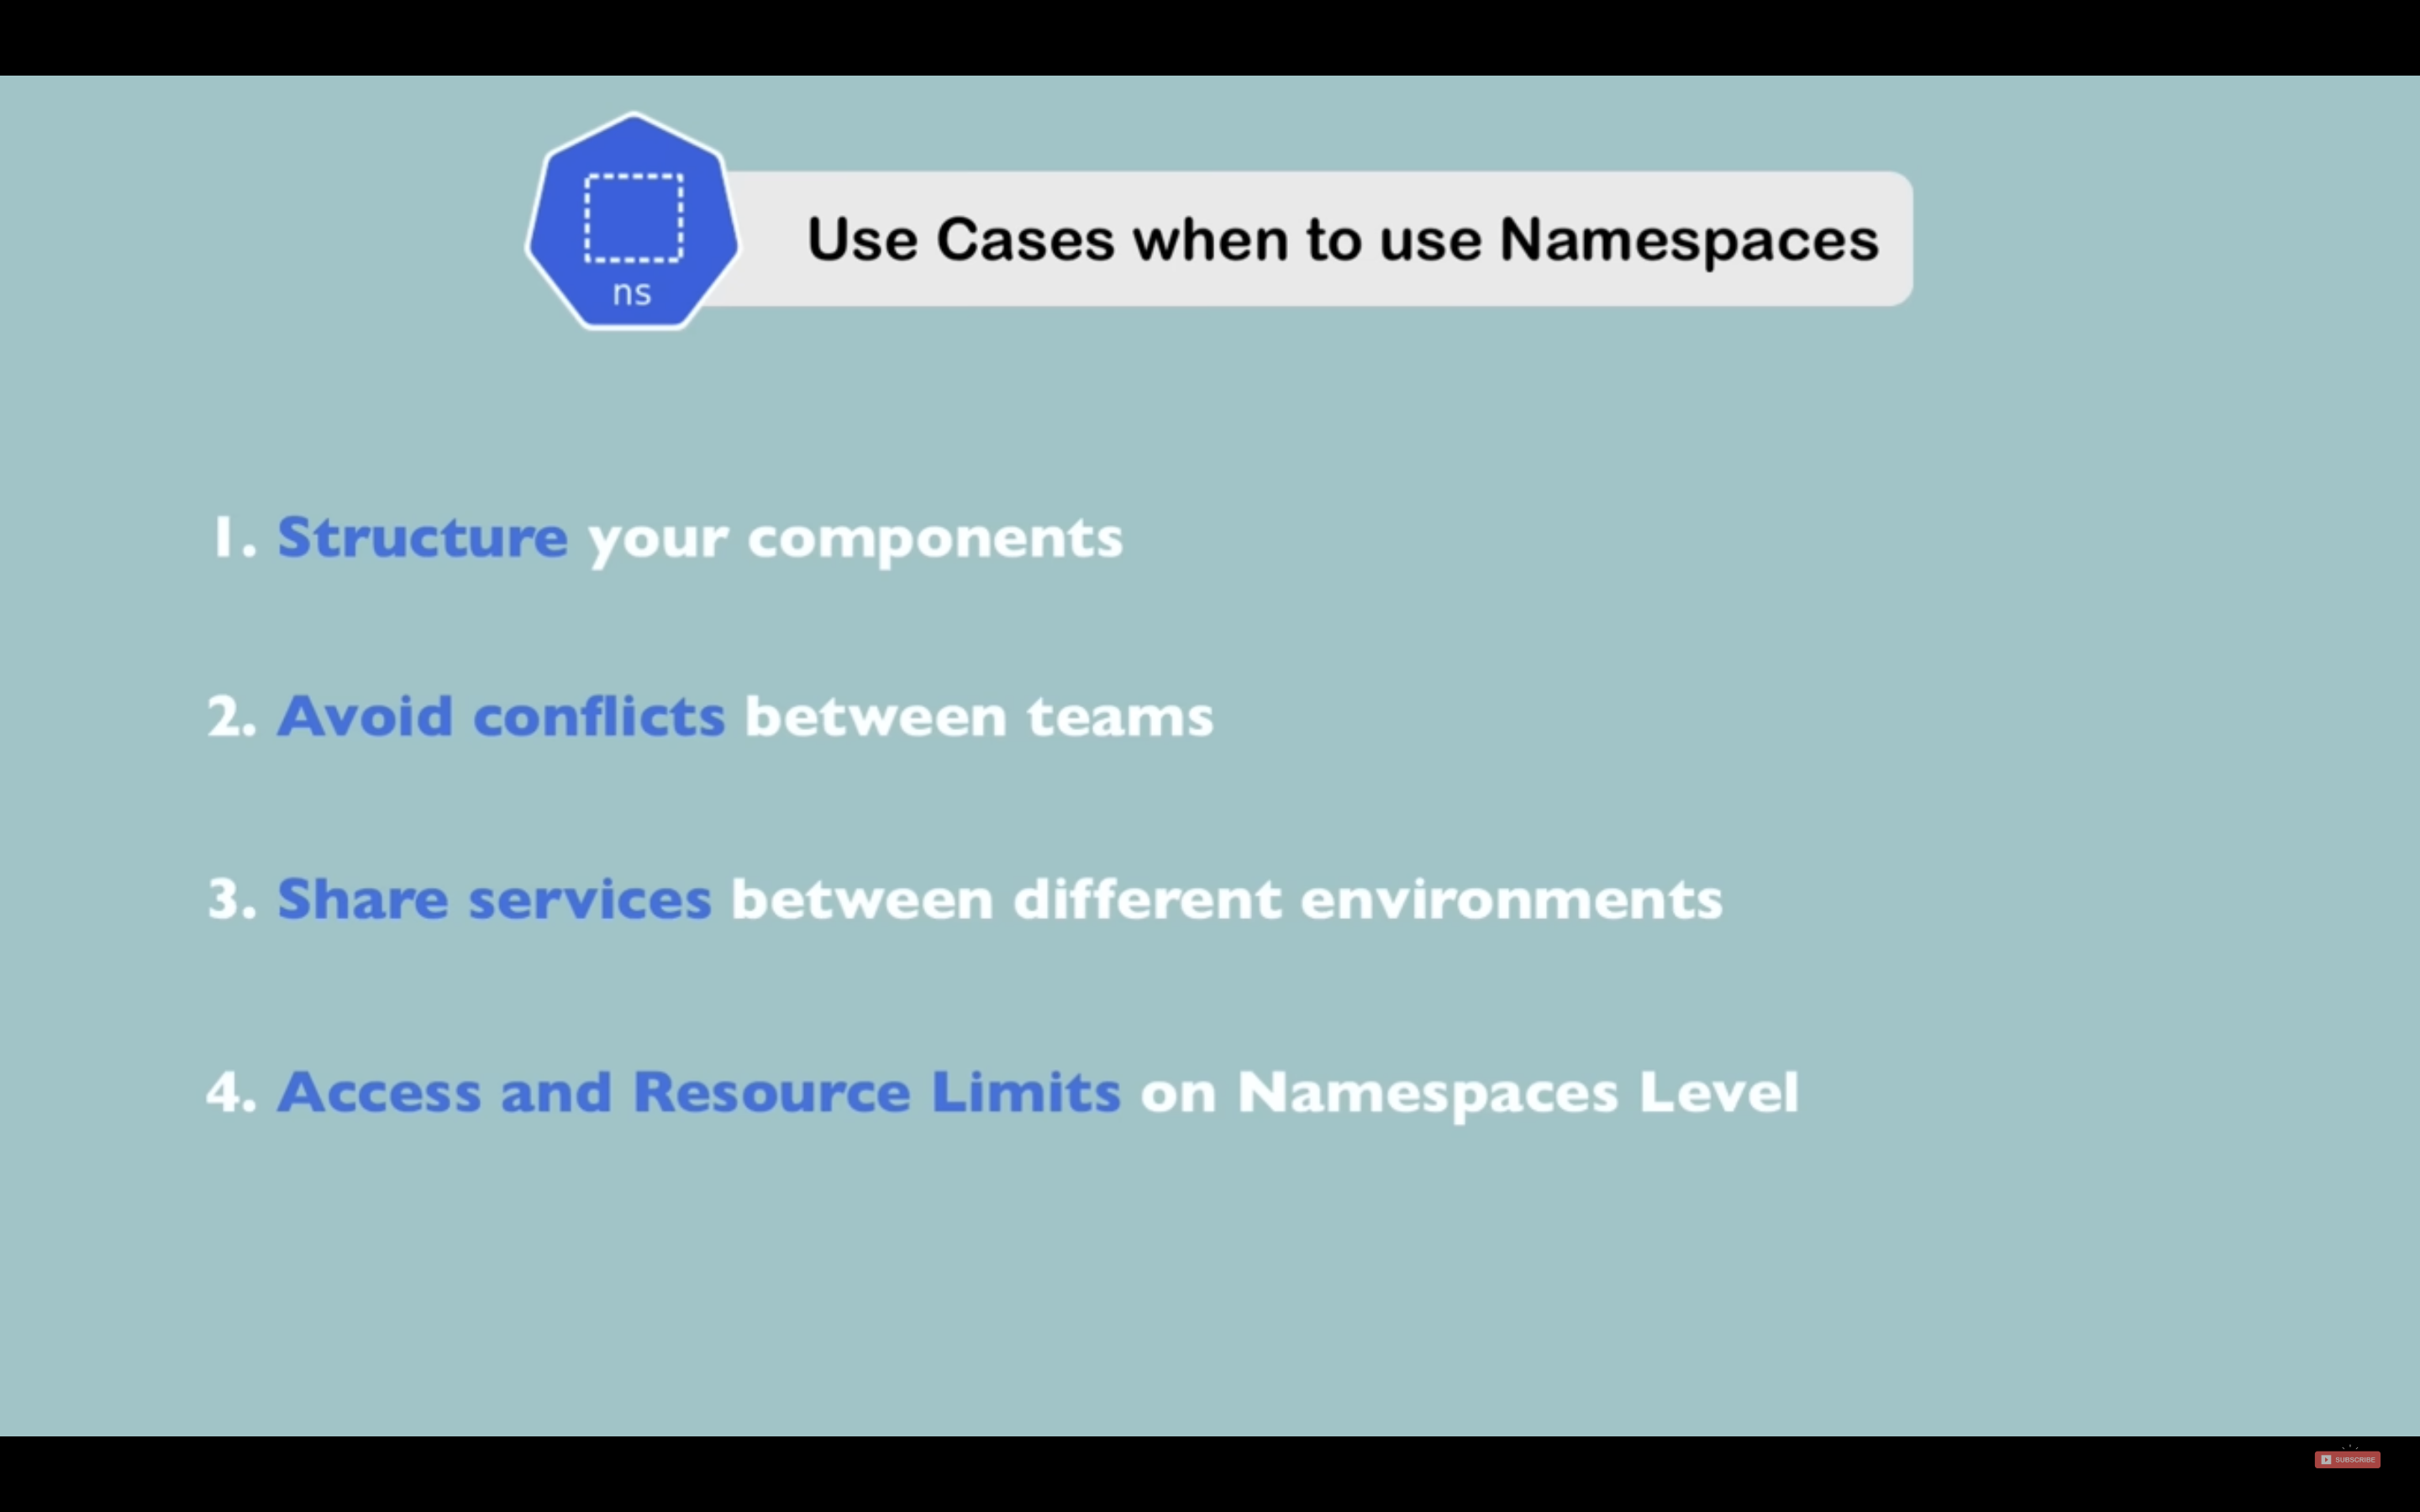 ns
Use Cases when to use Namespaces
1. Structure your components
2. Avoid conflicts between teams
3. Share services between different environments
4. Access and Resource Limits on Namespaces Level
SUBSCRIBE